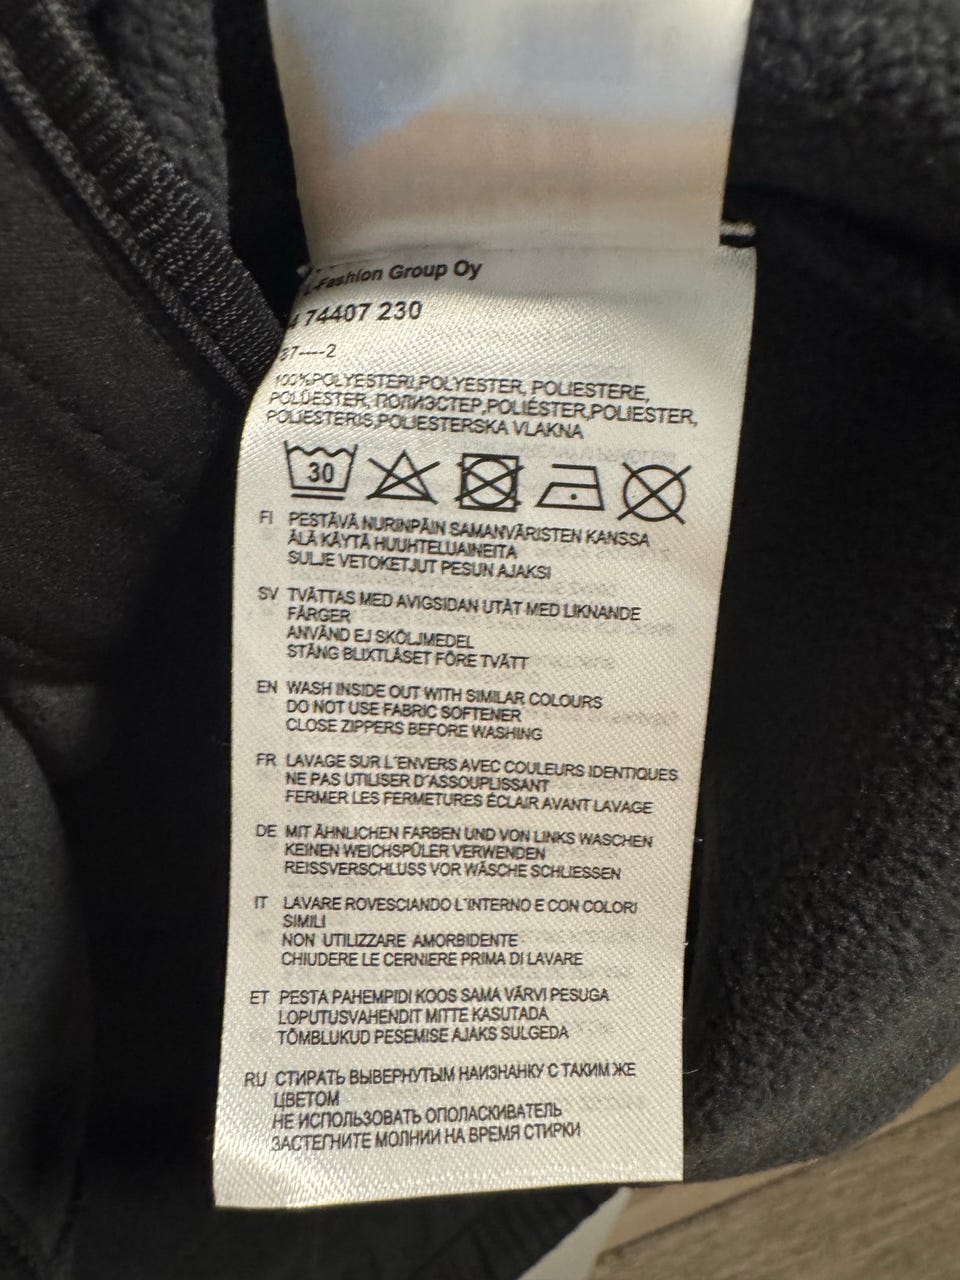 L-Fashion Group Oy
4 74407 230
37----2
100%POLYESTERI,POLYESTER, POLIESTERE,
POLÜESTER, ПОЛИЭСТЕР,POLIÉSTER,POLIESTER,
POLIESTERIS,POLIESTERSKA VLAKNA
30
FI PESTÄVÄ NURINPÄIN SAMANVÄRISTEN KANSSA
ÄLÄ KÄYTÄ HUUHTELUAINEITA
SULJE VETOKETJUT PESUN AJAKSI
SV TVÄTTAS MED AVIGSIDAN UTÅT MED LIKNANDE
FÄRGER
ANVÄND EJ SKÖLJMEDEL
STÄNG BLIXTLÅSET FÖRE TVÄTT
EN WASH INSIDE OUT WITH SIMILAR COLOURS
DO NOT USE FABRIC SOFTENER
CLOSE ZIPPERS BEFORE WASHING
FR LAVAGE SUR L´ENVERS AVEC COULEURS IDENTIQUES
NE PAS UTILISER D´ASSOUPLISSANT
FERMER LES FERMETURES ÉCLAIR AVANT LAVAGE
DE MIT ÄHNLICHEN FARBEN UND VON LINKS WASCHEN
KEINEN WEICHSPÜLER VERWENDEN
REISSVERSCHLUSS VOR WÄSCHE SCHLIESSEN
IT LAVARE ROVESCIANDO L´INTERNO E CON COLORI
SIMILI
NON UTILIZZARE AMORBIDENTE
CHIUDERE LE CERNIERE PRIMA DI LAVARE
ET PESTA PAHEMPIDI KOOS SAMA VÄRVI PESUGA
LOPUTUSVAHENDIT MITTE KASUTADA
TÕMBLUKUD PESEMISE AJAKS SULGEDA
RU СТИРАТЬ ВЫВЕРНУТЫМ НАИЗНАНКУ С ТАКИМ ЖЕ
ЦВЕТОМ
НЕ ИСПОЛЬЗОВАТЬ ОПОЛАСКИВАТЕЛЬ
ЗАСТЕГНИТЕ МОЛНИИ НА ВРЕМЯ СТИРКИ